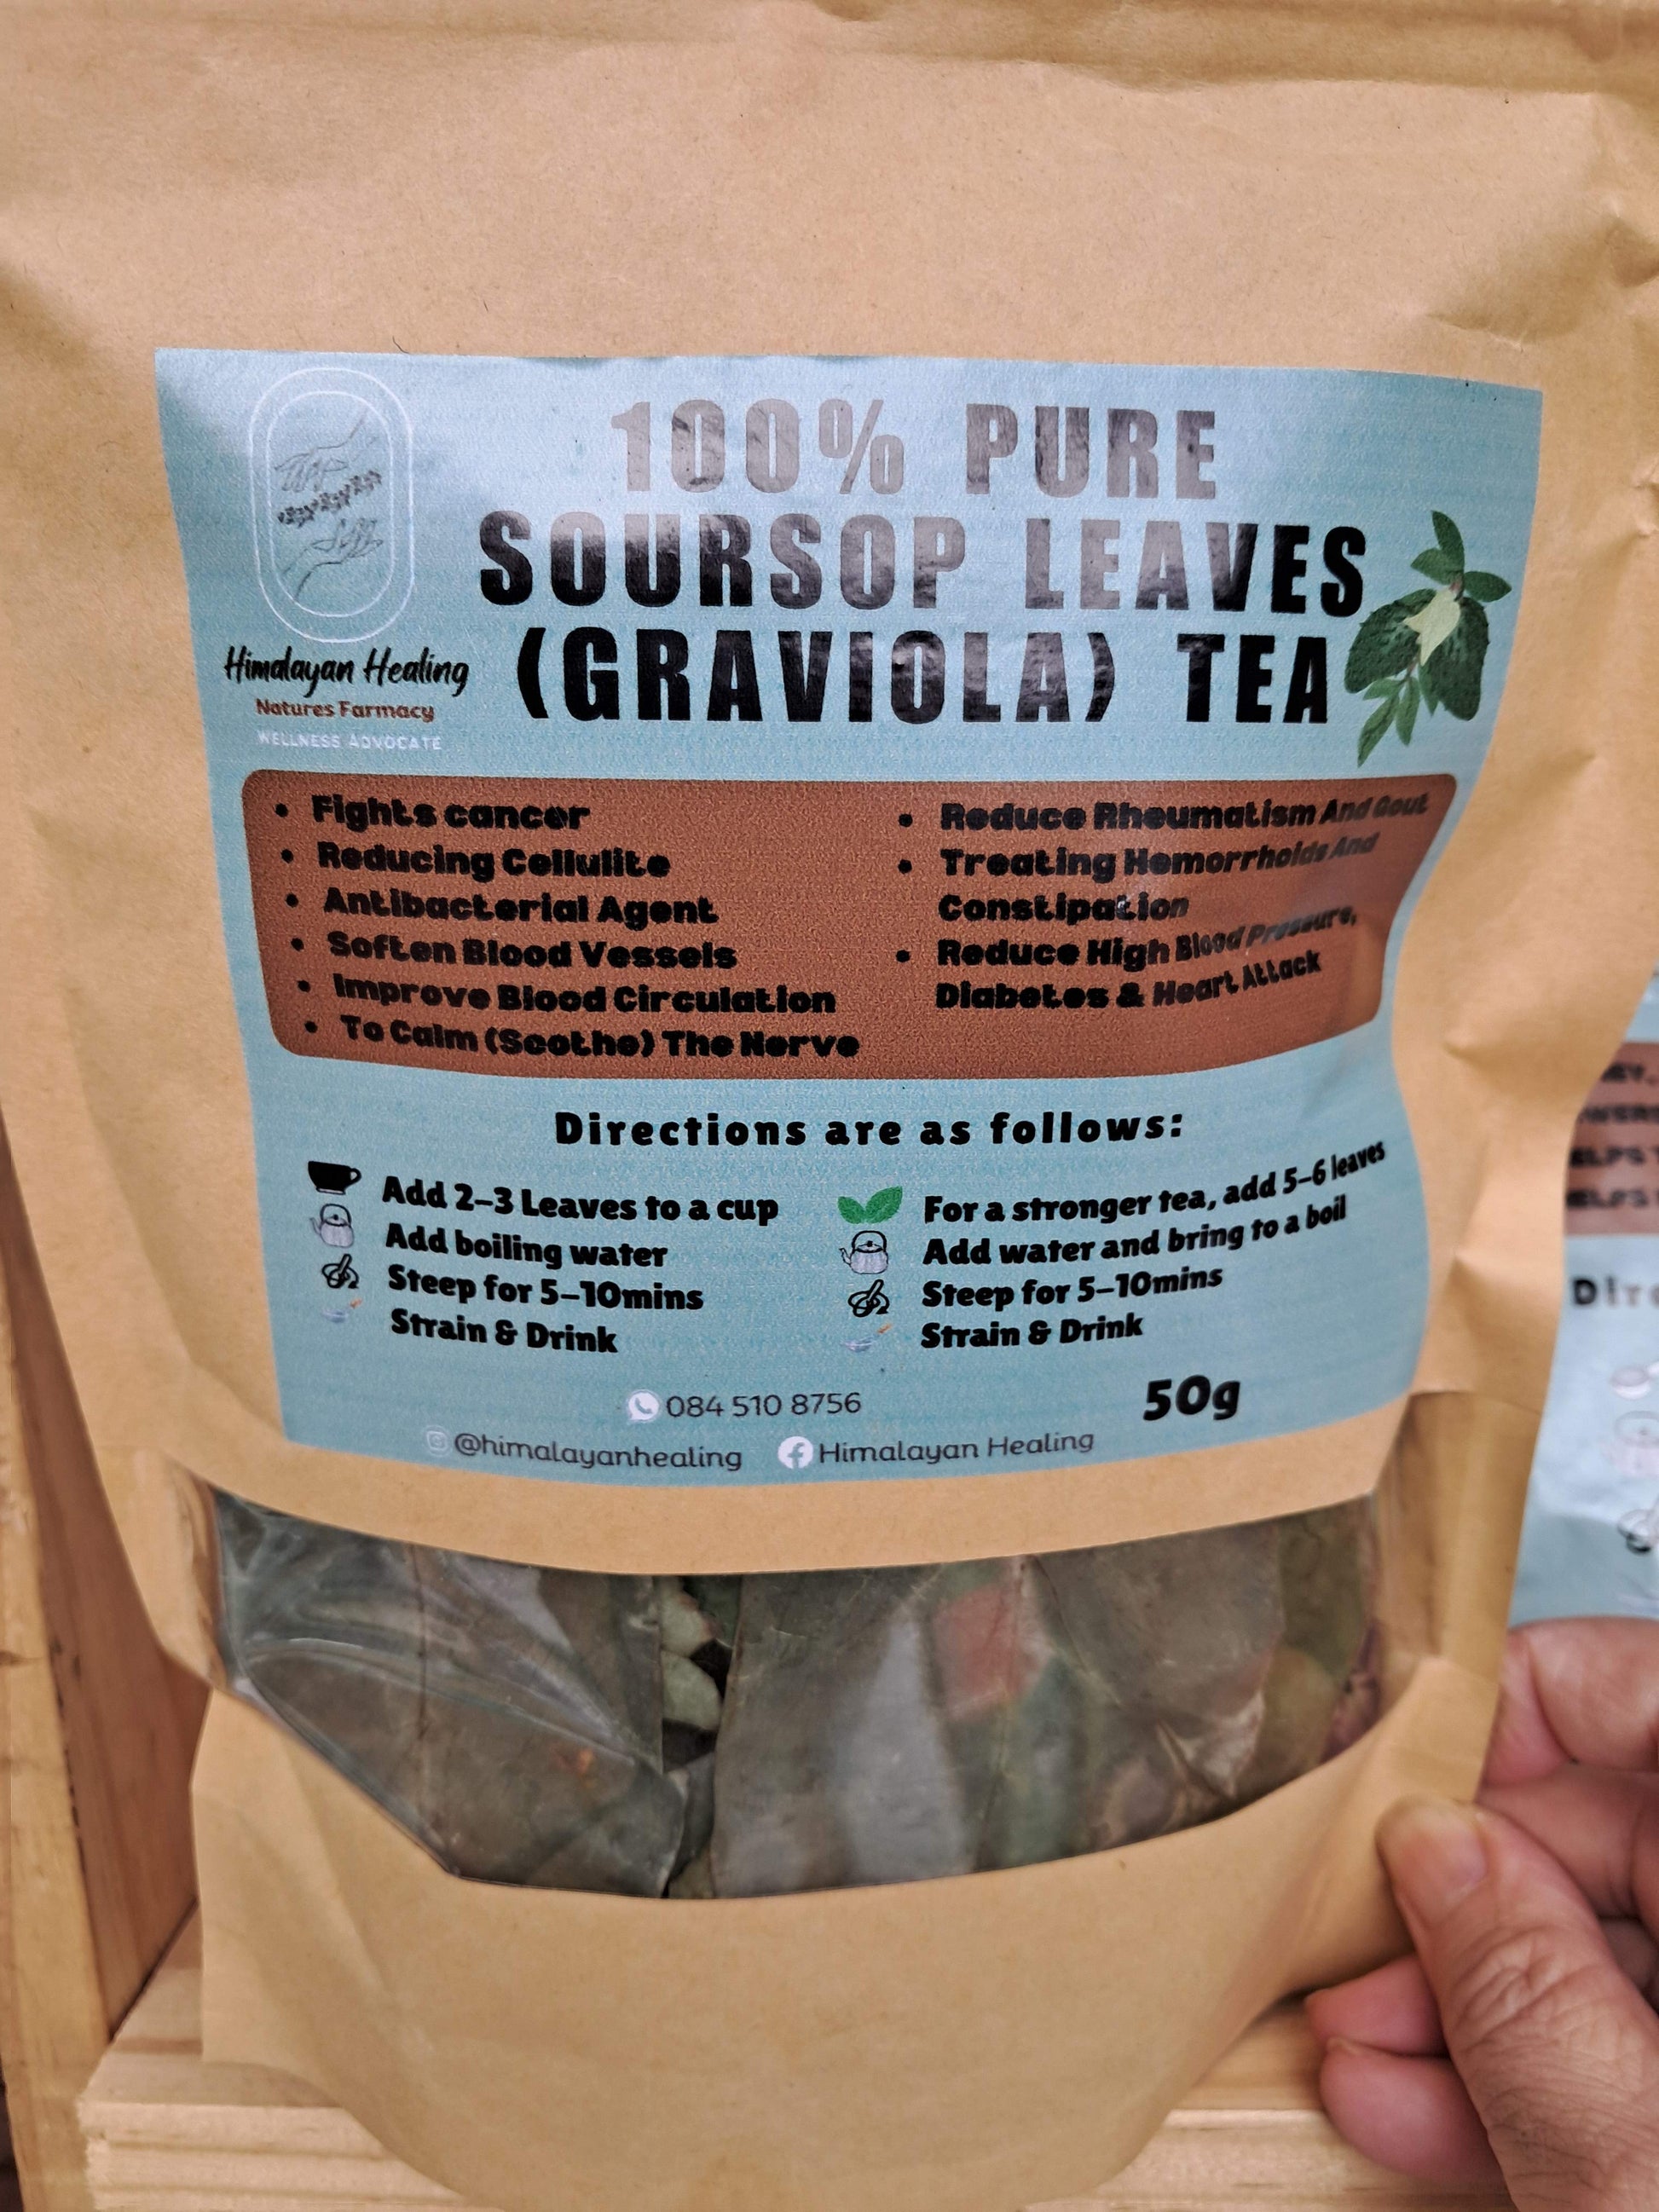 100% PURE
SOURSOP LEAVES
(GRAVIOLA) TEA
Himalayan Healing
Natures Farmacy
WELLNESS ADVOCATE
• Fights cancer
• Reducing Cellulite
• Antibacterial Agent
• Soften Blood Vessels
• Improve Blood Circulation
• To Calm (Soothe) The Nerve
• Reduce Rheumatism And Gout
• Treating Hemorrhoids And
Constipation
• Reduce High Blood Pressure,
Diabetes & Heart Attack
Directions are as follows:
Add 2-3 Leaves to a cup
Add boiling water
Steep for 5-10mins
Strain & Drink
For a stronger tea, add 5-6 leaves
Add water and bring to a boil
Steep for 5-10mins
Strain & Drink
084 510 8756
50g
@himalayanhealing
Himalayan Healing